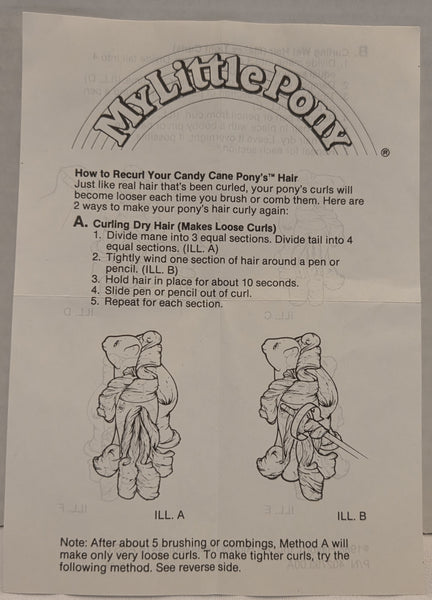 My Little Pony
®
How to Recurl Your Candy Cane Pony's™ Hair
Just like real hair that's been curled, your pony's curls will
become looser each time you brush or comb them. Here are
2 ways to make your pony's hair curly again:
A. Curling Dry Hair (Makes Loose Curls)
1. Divide mane into 3 equal sections. Divide tail into 4
equal sections. (ILL. A)
2. Tightly wind one section of hair around a pen or
pencil. (ILL. B)
3. Hold hair in place for about 10 seconds.
4. Slide pen or pencil out of curl.
5. Repeat for each section.
ILL. A
ILL. B
Note: After about 5 brushing or combings, Method A will
make only very loose curls. To make tighter curls, try the
following method. See reverse side.